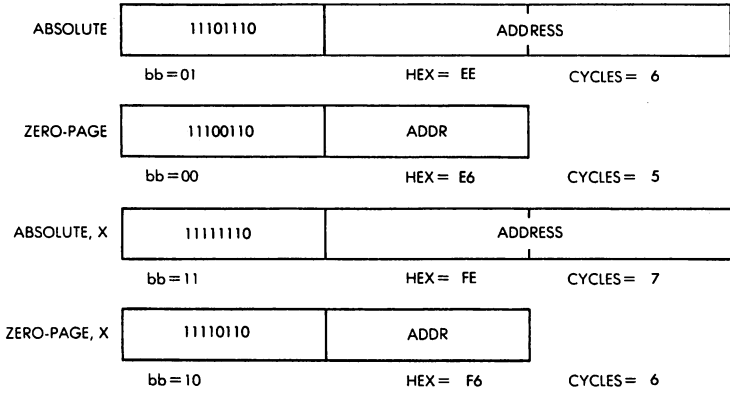 ABSOLUTE 11101110 ADDRESS
bb=01 HEX= EE CYCLES= 6
ZERO-PAGE 11100110 ADDR
bb=00 HEX= E6 CYCLES= 5
ABSOLUTE, X 11111110 ADDRESS
bb=11 HEX= FE CYCLES= 7
ZERO-PAGE, X 11110110 ADDR
bb=10 HEX= F6 CYCLES= 6